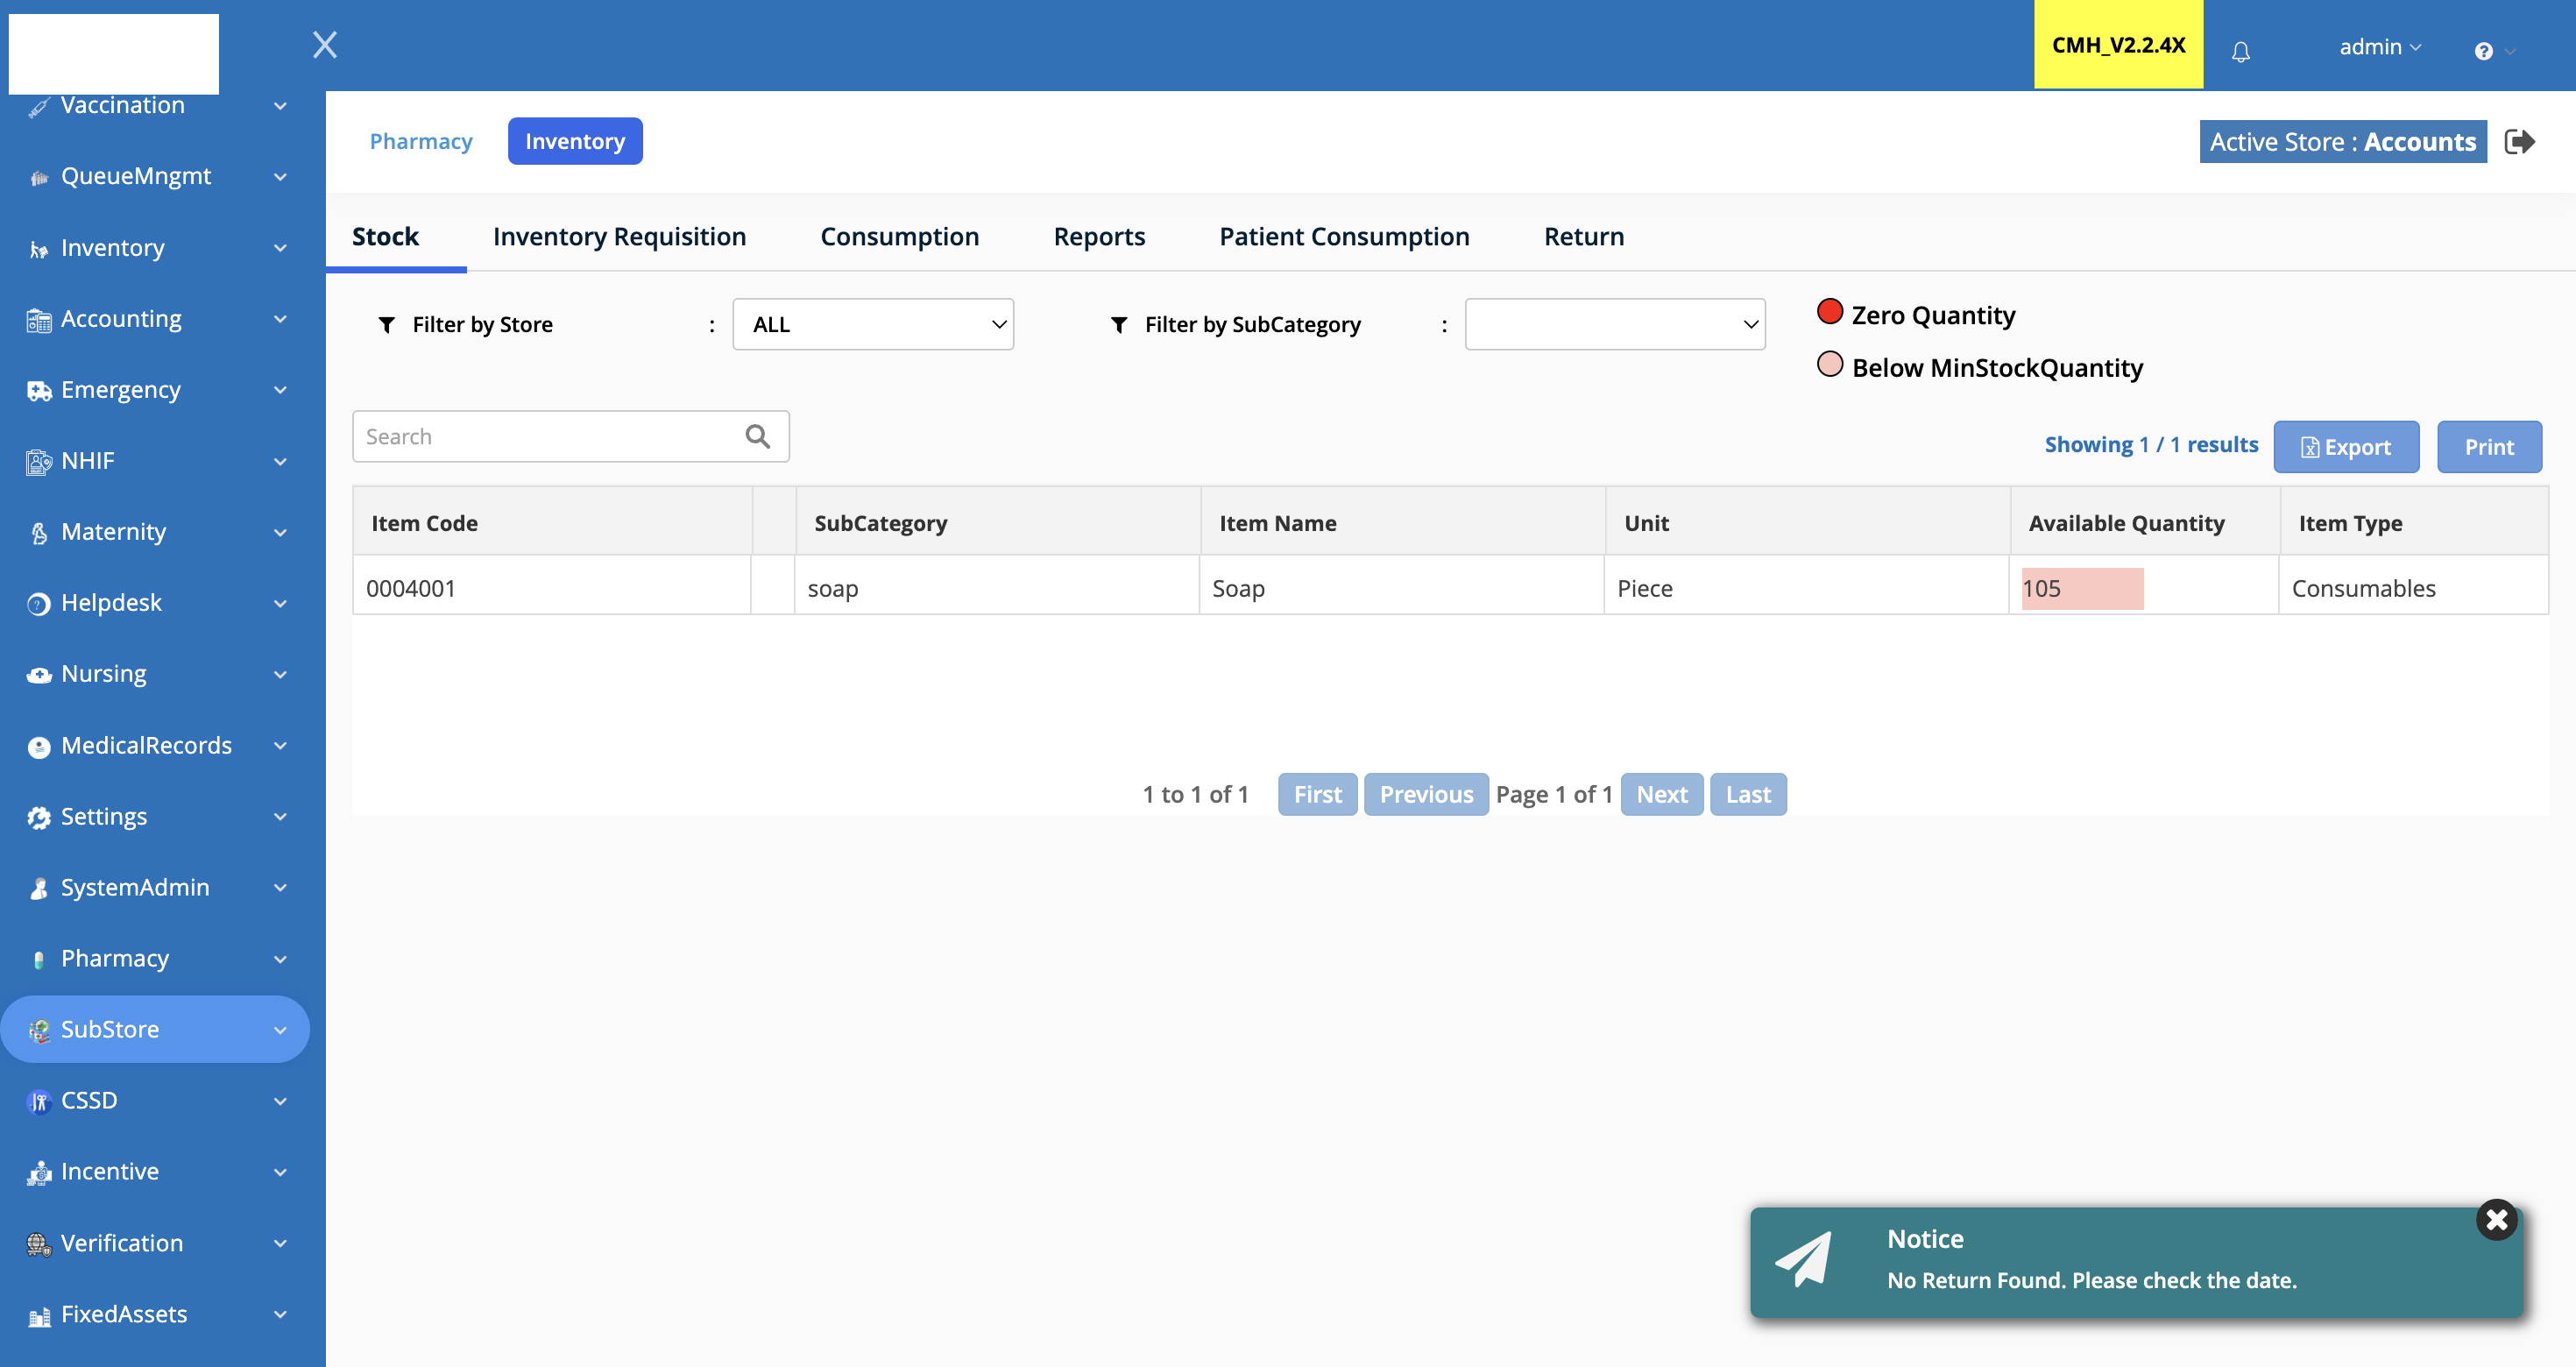 CMH_V2.2.4X
admin
Vaccination
QueueMngmt
Inventory
Accounting
Emergency
NHIF
Maternity
Helpdesk
Nursing
MedicalRecords
Settings
SystemAdmin
Pharmacy
SubStore
CSSD
Incentive
Verification
FixedAssets
Pharmacy Inventory
Active Store : Accounts
Stock Inventory Requisition Consumption Reports Patient Consumption Return
Filter by Store : ALL Filter by SubCategory :
Zero Quantity
Below MinStockQuantity
Search
Showing 1 / 1 results Export Print
Item Code SubCategory Item Name Unit Available Quantity Item Type
0004001 soap Soap Piece 105 Consumables
1 to 1 of 1 First Previous Page 1 of 1 Next Last
Notice
No Return Found. Please check the date.